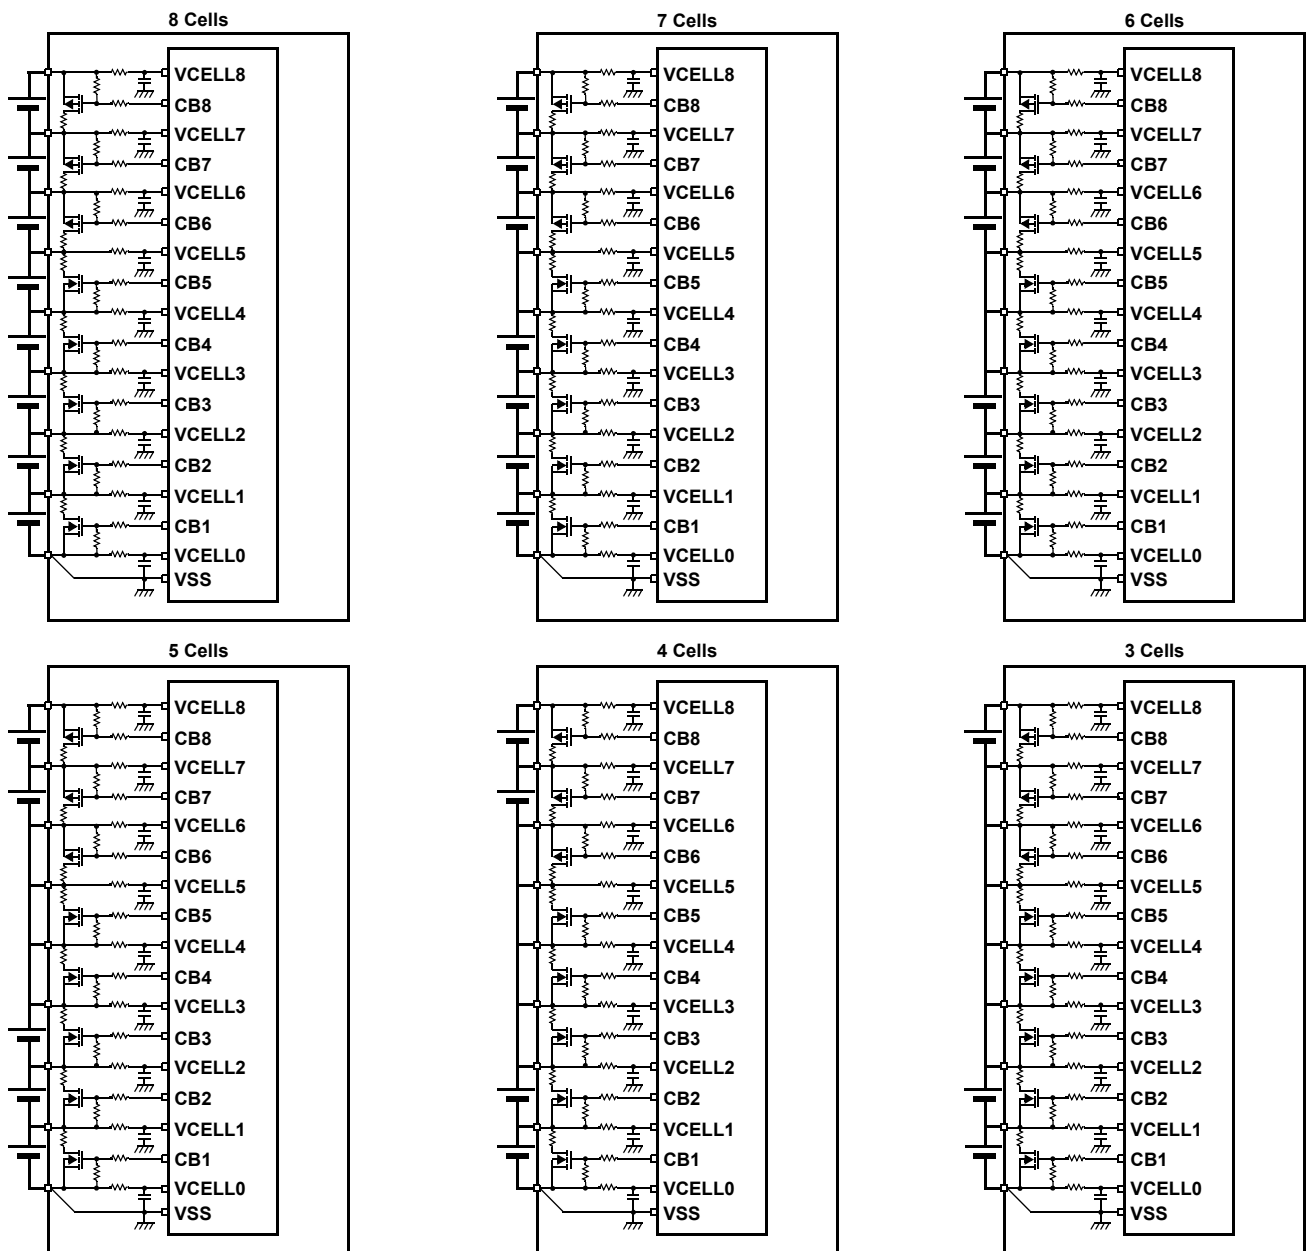 8 Cells
VCELL8
CB8
VCELL7
CB7
VCELL6
CB6
VCELL5
CB5
VCELL4
CB4
VCELL3
CB3
VCELL2
CB2
VCELL1
CB1
VCELL0
VSS
7 Cells
VCELL8
CB8
VCELL7
CB7
VCELL6
CB6
VCELL5
CB5
VCELL4
CB4
VCELL3
CB3
VCELL2
CB2
VCELL1
CB1
VCELL0
VSS
6 Cells
VCELL8
CB8
VCELL7
CB7
VCELL6
CB6
VCELL5
CB5
VCELL4
CB4
VCELL3
CB3
VCELL2
CB2
VCELL1
CB1
VCELL0
VSS
5 Cells
VCELL8
CB8
VCELL7
CB7
VCELL6
CB6
VCELL5
CB5
VCELL4
CB4
VCELL3
CB3
VCELL2
CB2
VCELL1
CB1
VCELL0
VSS
4 Cells
VCELL8
CB8
VCELL7
CB7
VCELL6
CB6
VCELL5
CB5
VCELL4
CB4
VCELL3
CB3
VCELL2
CB2
VCELL1
CB1
VCELL0
VSS
3 Cells
VCELL8
CB8
VCELL7
CB7
VCELL6
CB6
VCELL5
CB5
VCELL4
CB4
VCELL3
CB3
VCELL2
CB2
VCELL1
CB1
VCELL0
VSS